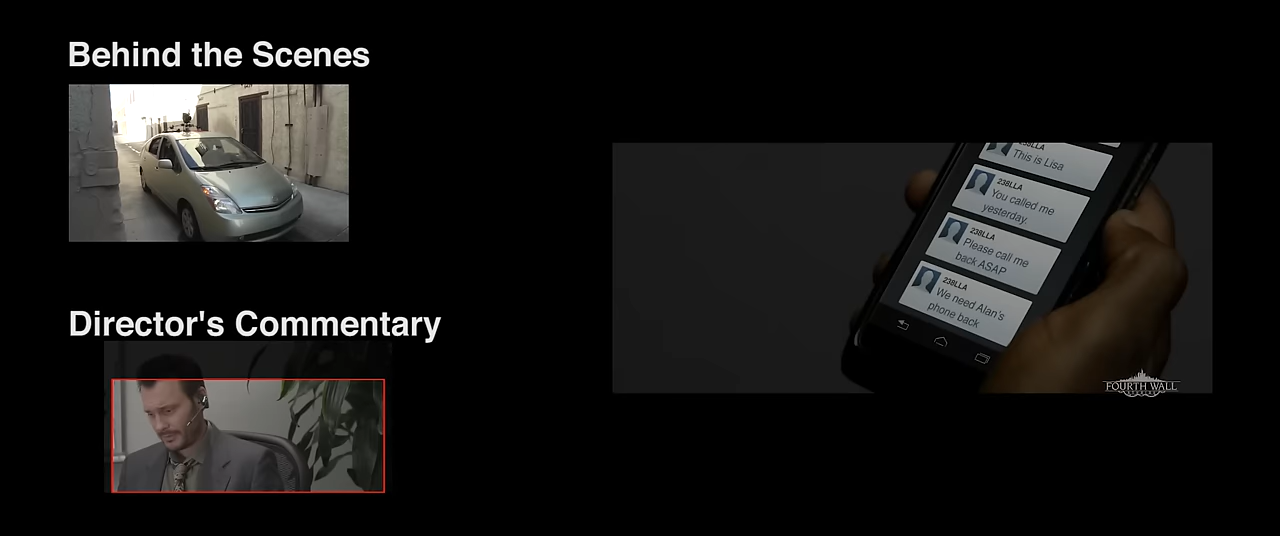 Behind the Scenes
Director's Commentary
This is Lisa
238LLA
You called me
yesterday.
238LLA
Please call me
back ASAP
238LLA
We need Alan's
phone back
FOURTH WALL
STUDIOS